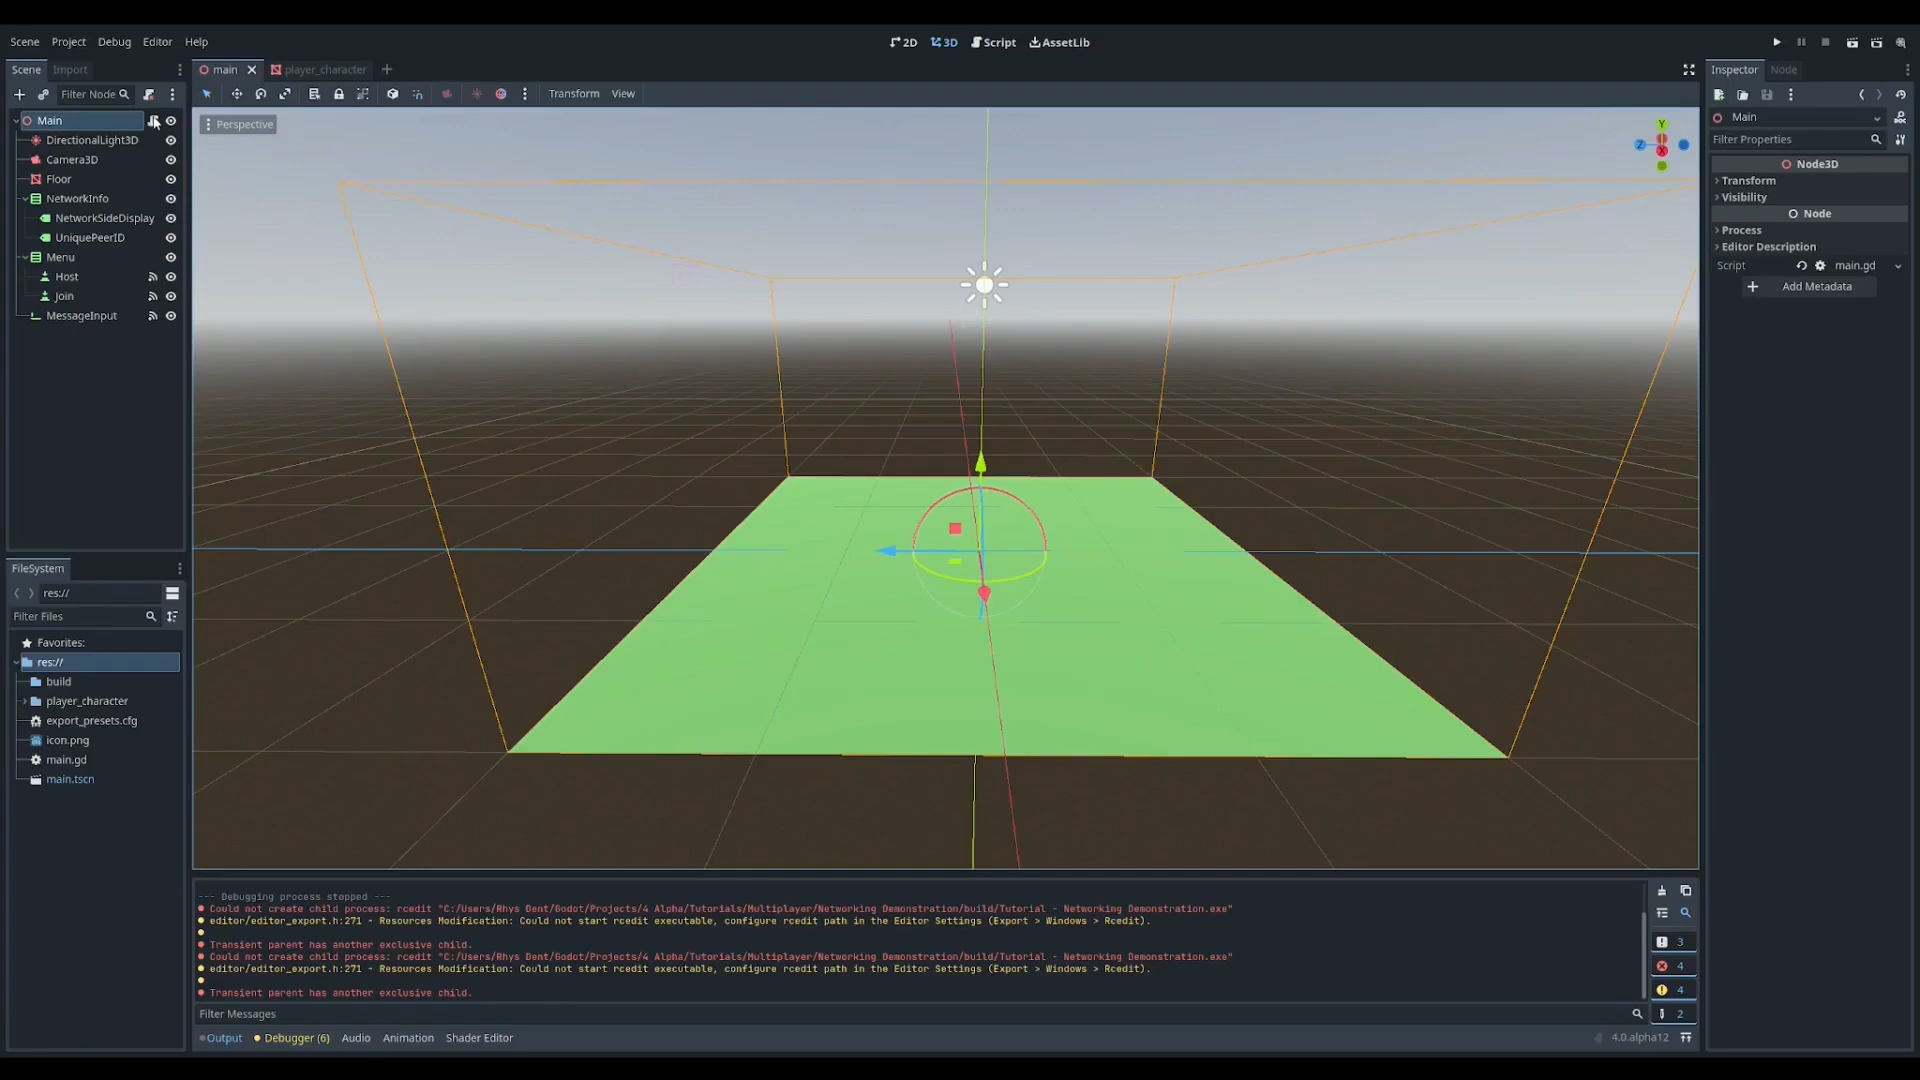 Scene Project Debug Editor Help
2D 3D Script AssetLib
Scene Import
main player_character
Inspector Node
Filter Node
Transform View
Main
DirectionalLight3D
Camera3D
Floor
NetworkInfo
NetworkSideDisplay
UniquePeerID
Menu
Host
Join
MessageInput
Perspective
Y
Z X
Main
Filter Properties
Node3D
Transform
Visibility
Node
Process
Editor Description
Script main.gd
Add Metadata
FileSystem
res://
Filter Files
Favorites:
res://
build
player_character
export_presets.cfg
icon.png
main.gd
main.tscn
--- Debugging process stopped ---
Could not create child process: rcedit "C:/Users/Rhys Dent/Godot/Projects/4 Alpha/Tutorials/Multiplayer/Networking Demonstration/build/Tutorial - Networking Demonstration.exe"
editor/editor_export.h:271 - Resources Modification: Could not start rcedit executable, configure rcedit path in the Editor Settings (Export > Windows > Rcedit).
Transient parent has another exclusive child.
Could not create child process: rcedit "C:/Users/Rhys Dent/Godot/Projects/4 Alpha/Tutorials/Multiplayer/Networking Demonstration/build/Tutorial - Networking Demonstration.exe"
editor/editor_export.h:271 - Resources Modification: Could not start rcedit executable, configure rcedit path in the Editor Settings (Export > Windows > Rcedit).
Transient parent has another exclusive child.
3
4
4
2
Filter Messages
Output Debugger (6) Audio Animation Shader Editor
4.0.alpha12